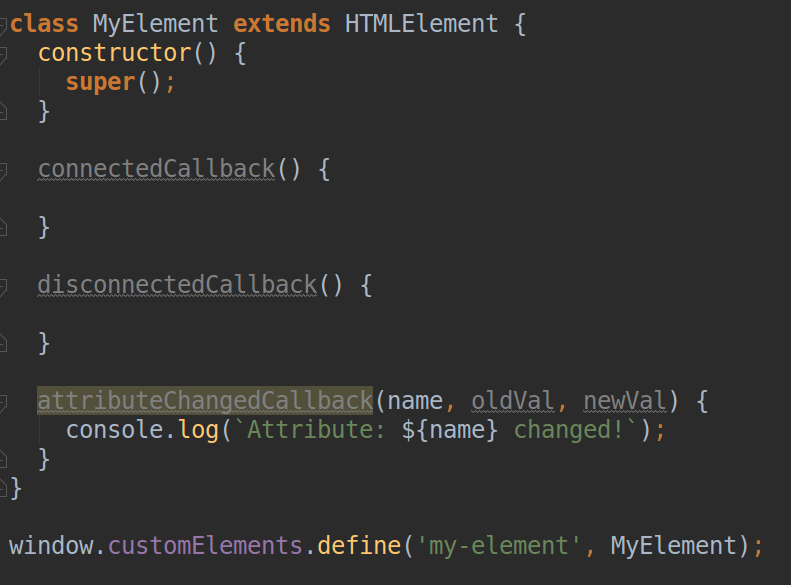 class MyElement extends HTMLElement {
  constructor() {
    super();
  }

  connectedCallback() {

  }

  disconnectedCallback() {

  }

  attributeChangedCallback(name, oldVal, newVal) {
    console.log(`Attribute: ${name} changed!`);
  }
}

window.customElements.define('my-element', MyElement);